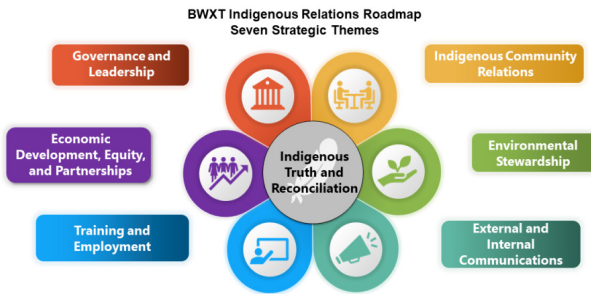 BWXT Indigenous Relations Roadmap
Seven Strategic Themes
Governance and
Leadership
Indigenous Community
Relations
Economic
Development, Equity,
and Partnerships
Indigenous
Truth and
Reconciliation
Environmental
Stewardship
Training and
Employment
External and
Internal
Communications